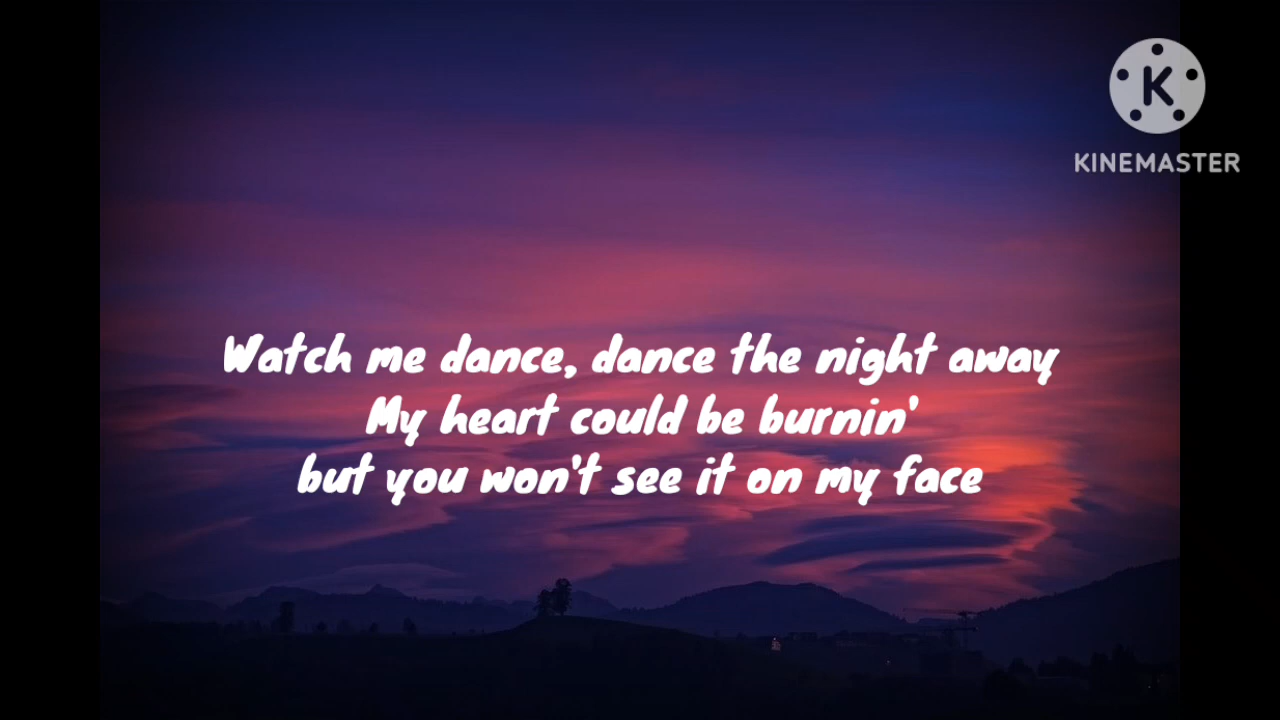 K
KINEMASTER
Watch me dance, dance the night away
My heart could be burnin'
but you won't see it on my face